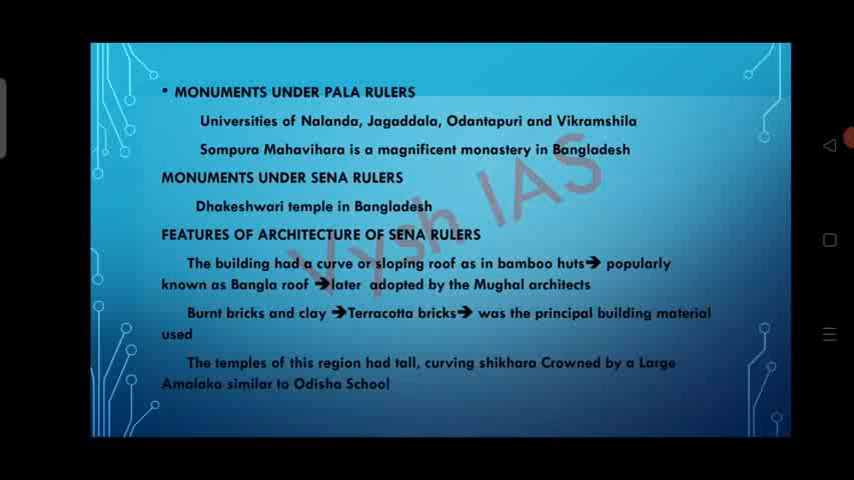 • MONUMENTS UNDER PALA RULERS
Universities of Nalanda, Jagaddala, Odantapuri and Vikramshila
Sompura Mahavihara is a magnificent monastery in Bangladesh
MONUMENTS UNDER SENA RULERS
Dhakeshwari temple in Bangladesh
FEATURES OF ARCHITECTURE OF SENA RULERS
The building had a curve or sloping roof as in bamboo huts➔ popularly
known as Bangla roof ➔later adopted by the Mughal architects
Burnt bricks and clay ➔Terracotta bricks➔ was the principal building material
used
The temples of this region had tall, curving shikhara Crowned by a Large
Amalaka similar to Odisha School
Vysh IAS